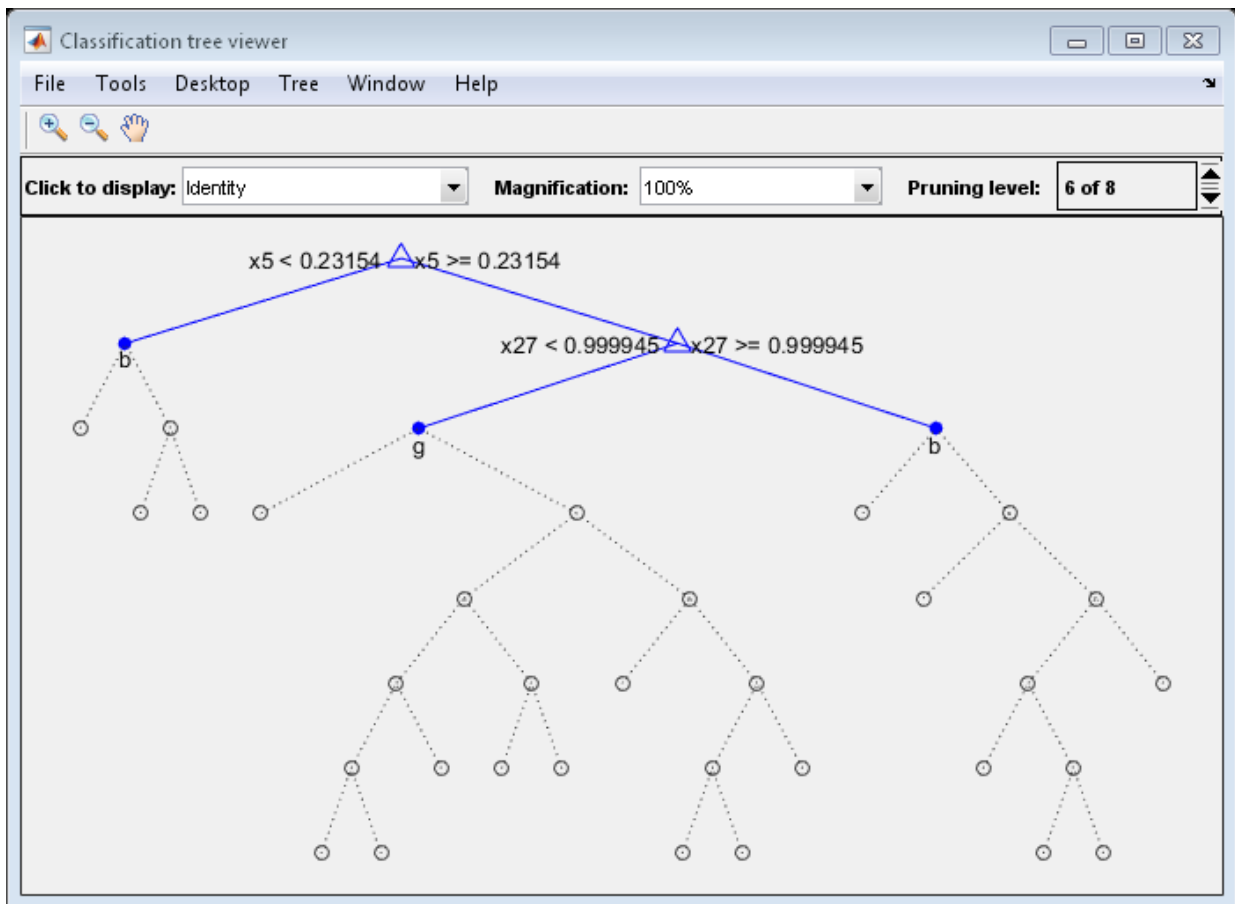 Classification tree viewer
File Tools Desktop Tree Window Help
Click to display: Identity Magnification: 100% Pruning level: 6 of 8
x5 < 0.23154 x5 >= 0.23154
x27 < 0.999945 x27 >= 0.999945
b
g
b